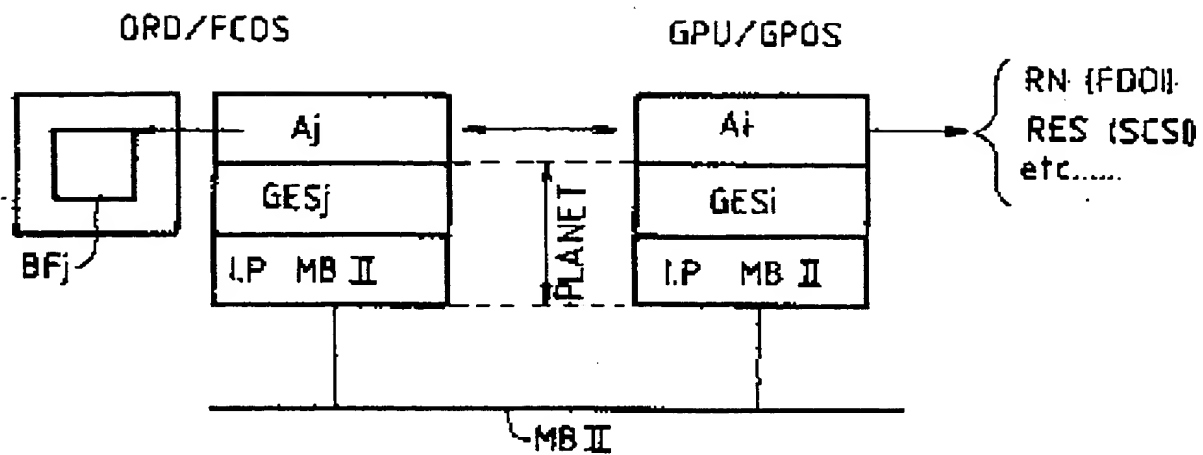 ORD/FCOS
GPU/GPOS
Aj
GESj
I.P MB II
BFj
PLANET
Ai
GESi
I.P MB II
RN (FDDI)
RES (SCSI)
etc......
MB II